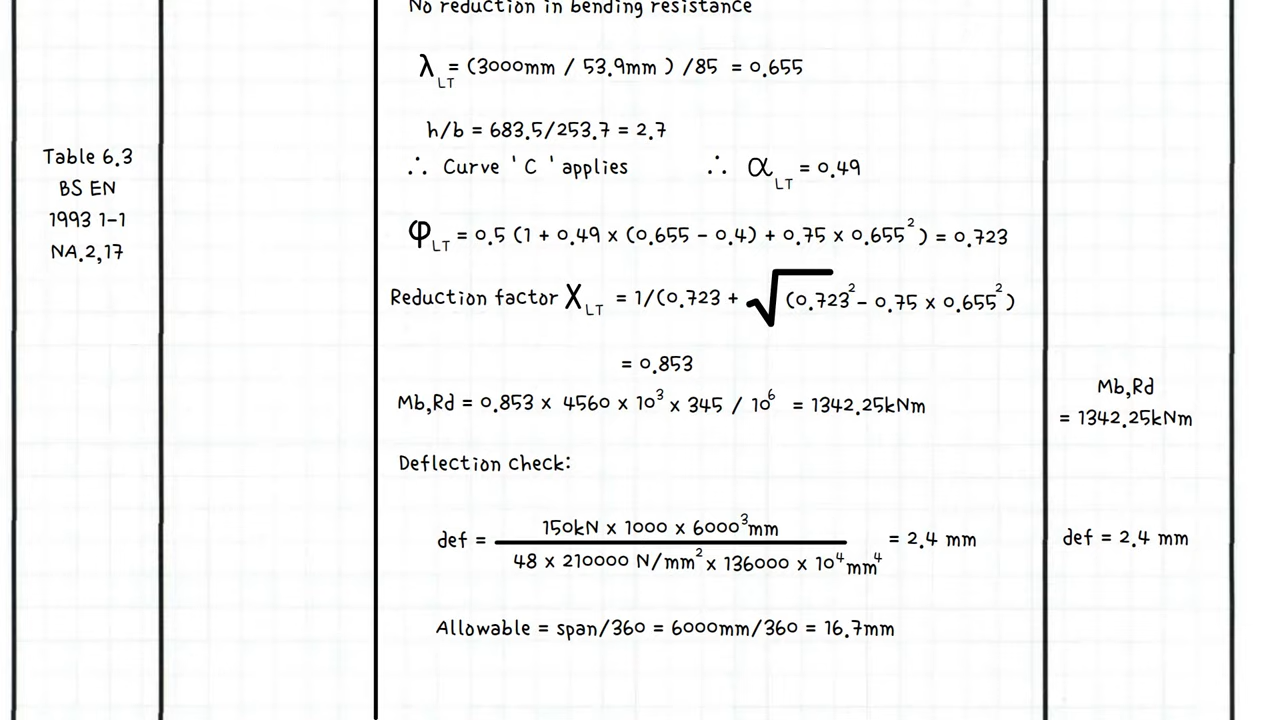 No reduction in bending resistance
λLT = (3000mm / 53.9mm ) /85 = 0.655
h/b = 683.5/253.7 = 2.7
Table 6.3
BS EN
1993 1-1
NA.2,17
∴ Curve 'C' applies ∴ αLT = 0.49
φLT = 0.5 (1 + 0.49 x (0.655 - 0.4) + 0.75 x 0.655²) = 0.723
Reduction factor XLT = 1/(0.723 + √(0.723² - 0.75 x 0.655²)
= 0.853
Mb,Rd = 0.853 x 4560 x 10³ x 345 / 10⁶ = 1342.25kNm
Mb,Rd
= 1342.25kNm
Deflection Check:
def = 150kN x 1000 x 6000³mm
48 x 210000 N/mm² x 136000 x 10⁴mm⁴ = 2.4 mm
def = 2.4 mm
Allowable = span/360 = 6000mm/360 = 16.7mm